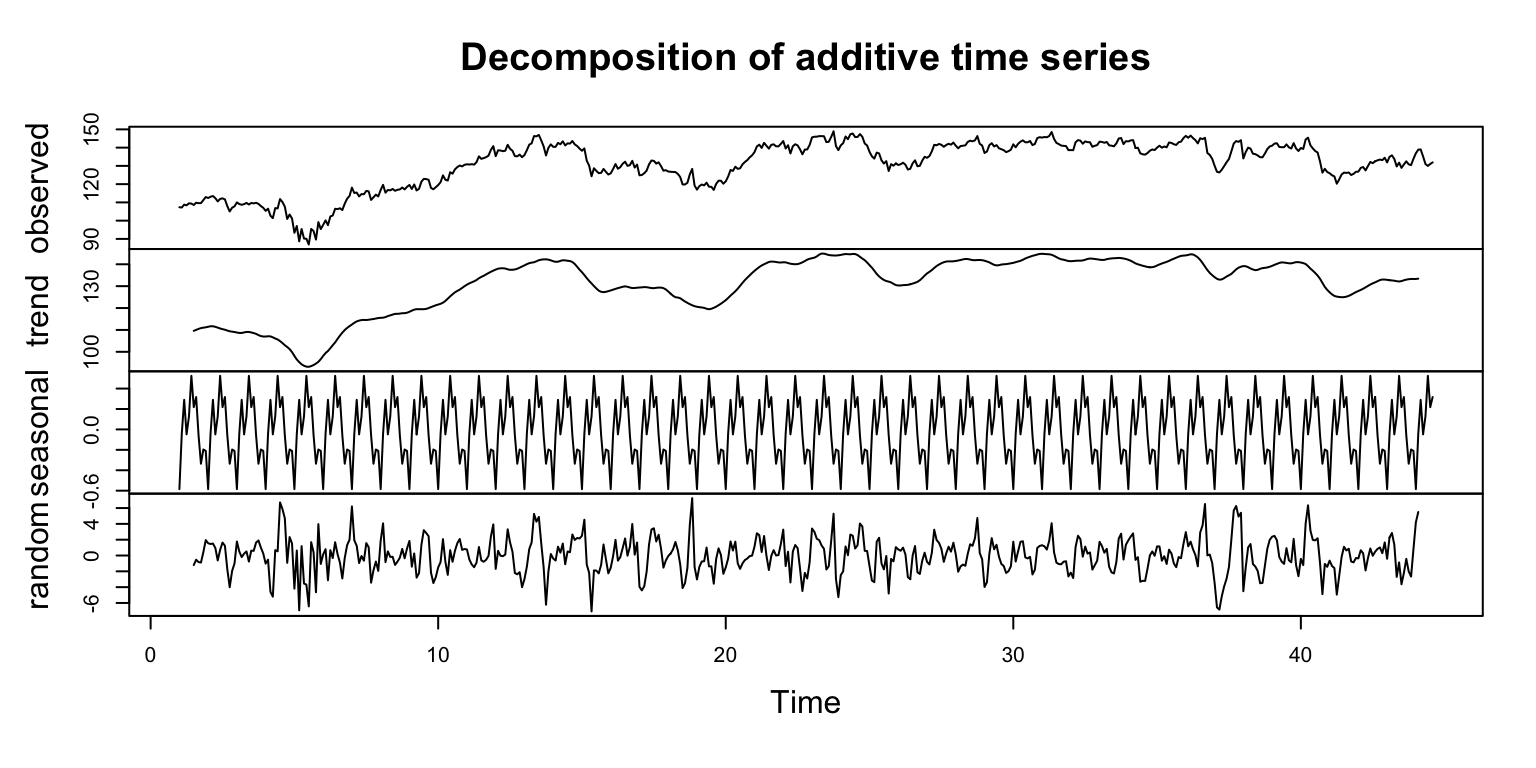 Decomposition of additive time series
observed
90 120 150
trend
100 130
seasonal
-0.6 0.0
random
-6 0 4
0 10 20 30 40
Time